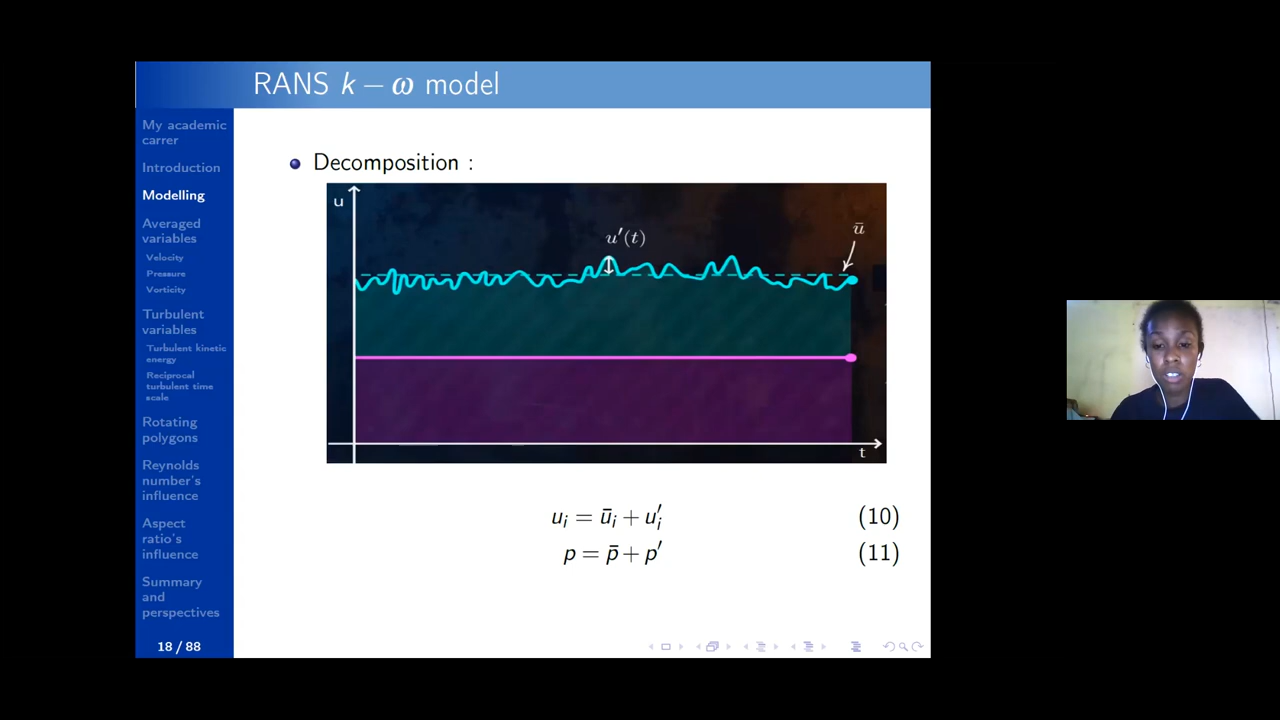 RANS k − ω model
My academic
carrer
Introduction
Modelling
Averaged
variables
Velocity
Pressure
Vorticity
Turbulent
variables
Turbulent kinetic
energy
Reciprocal
turbulent time
scale
Rotating
polygons
Reynolds
number's
influence
Aspect
ratio's
influence
Summary
and
perspectives
18 / 88
Decomposition :
u
u′(t)
ū
t
uᵢ = ūᵢ + u′ᵢ (10)
p = p̄ + p′ (11)